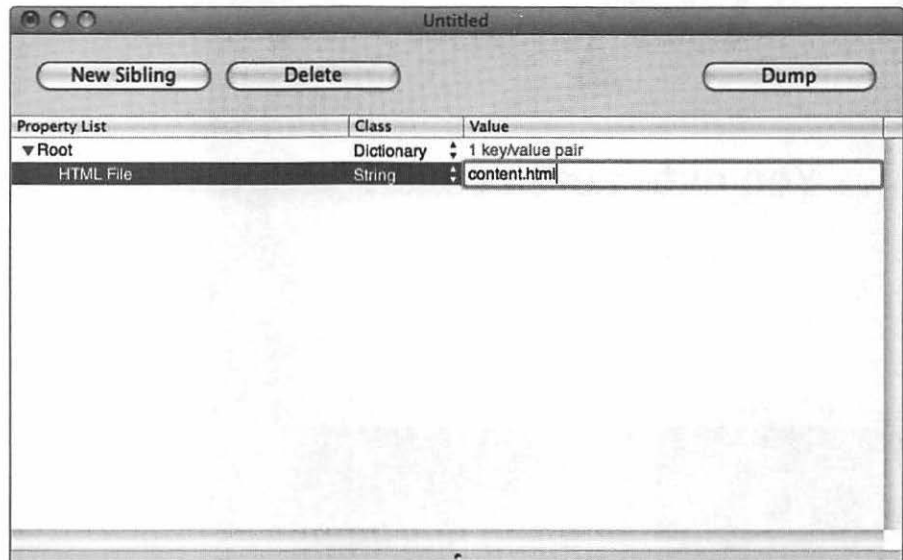 Untitled
New Sibling Delete Dump
Property List Class Value
Root Dictionary 1 key/value pair
HTML File String content.html